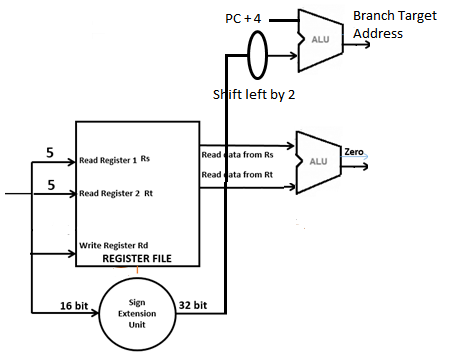 PC + 4
Branch Target
Address
ALU
Shift left by 2
5
Read Register 1 Rs
Read data from Rs
Zero
ALU
5
Read data from Rt
Read Register 2 Rt
Write Register Rd
REGISTER FILE
16 bit
Sign
Extension
Unit
32 bit